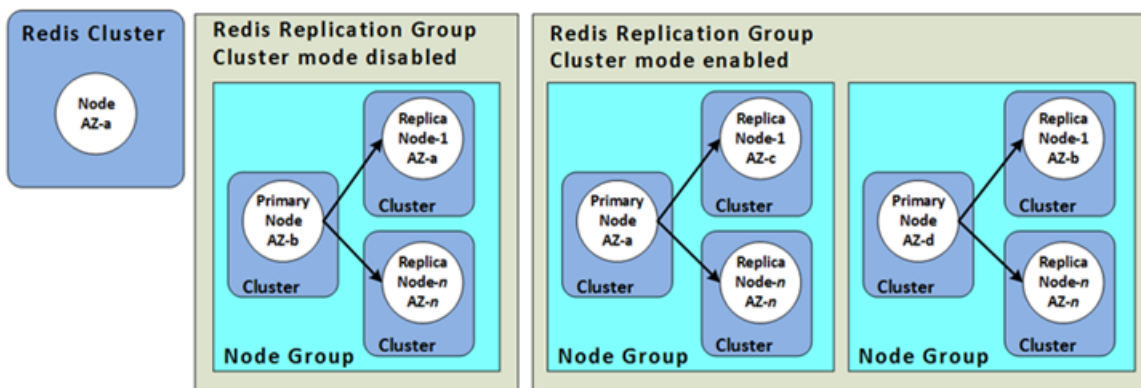 Redis Cluster
Node
AZ-a
Redis Replication Group
Cluster mode disabled
Replica
Node-1
AZ-a
Cluster
Primary
Node
AZ-b
Cluster
Replica
Node-n
AZ-n
Cluster
Node Group
Redis Replication Group
Cluster mode enabled
Replica
Node-1
AZ-c
Cluster
Primary
Node
AZ-a
Cluster
Replica
Node-n
AZ-n
Cluster
Node Group
Replica
Node-1
AZ-b
Cluster
Primary
Node
AZ-d
Cluster
Replica
Node-n
AZ-n
Cluster
Node Group